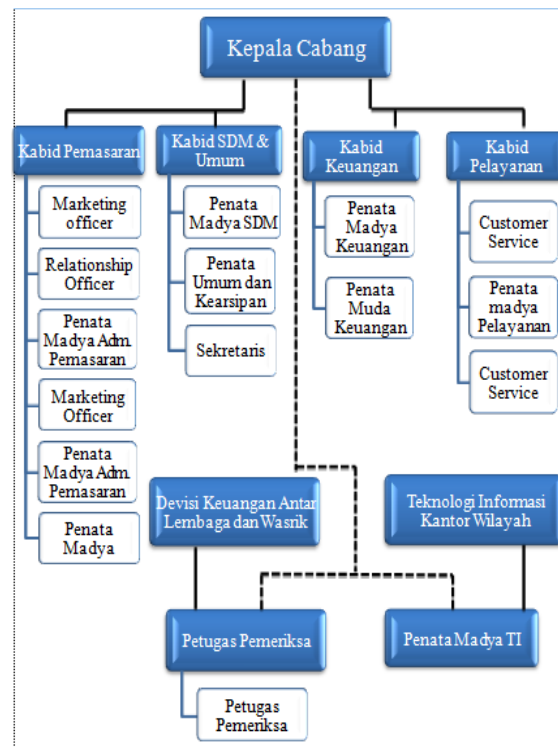 Kepala Cabang
Kabid Pemasaran
Marketing
officer
Relationship
Officer
Penata
Madya Adm.
Pemasaran
Marketing
Officer
Penata
Madya Adm.
Pemasaran
Penata
Madya
Kabid SDM &
Umum
Penata
Madya SDM
Penata
Umum dan
Kearsipan
Sekretaris
Kabid
Keuangan
Penata
Madya
Keuangan
Penata
Muda
Keuangan
Kabid
Pelayanan
Customer
Service
Penata
madya
Pelayanan
Customer
Service
Devisi Keuangan Antar
Lembaga dan Wasrik
Teknologi Informasi
Kantor Wilayah
Petugas Pemeriksa
Petugas
Pemeriksa
Penata Madya TI